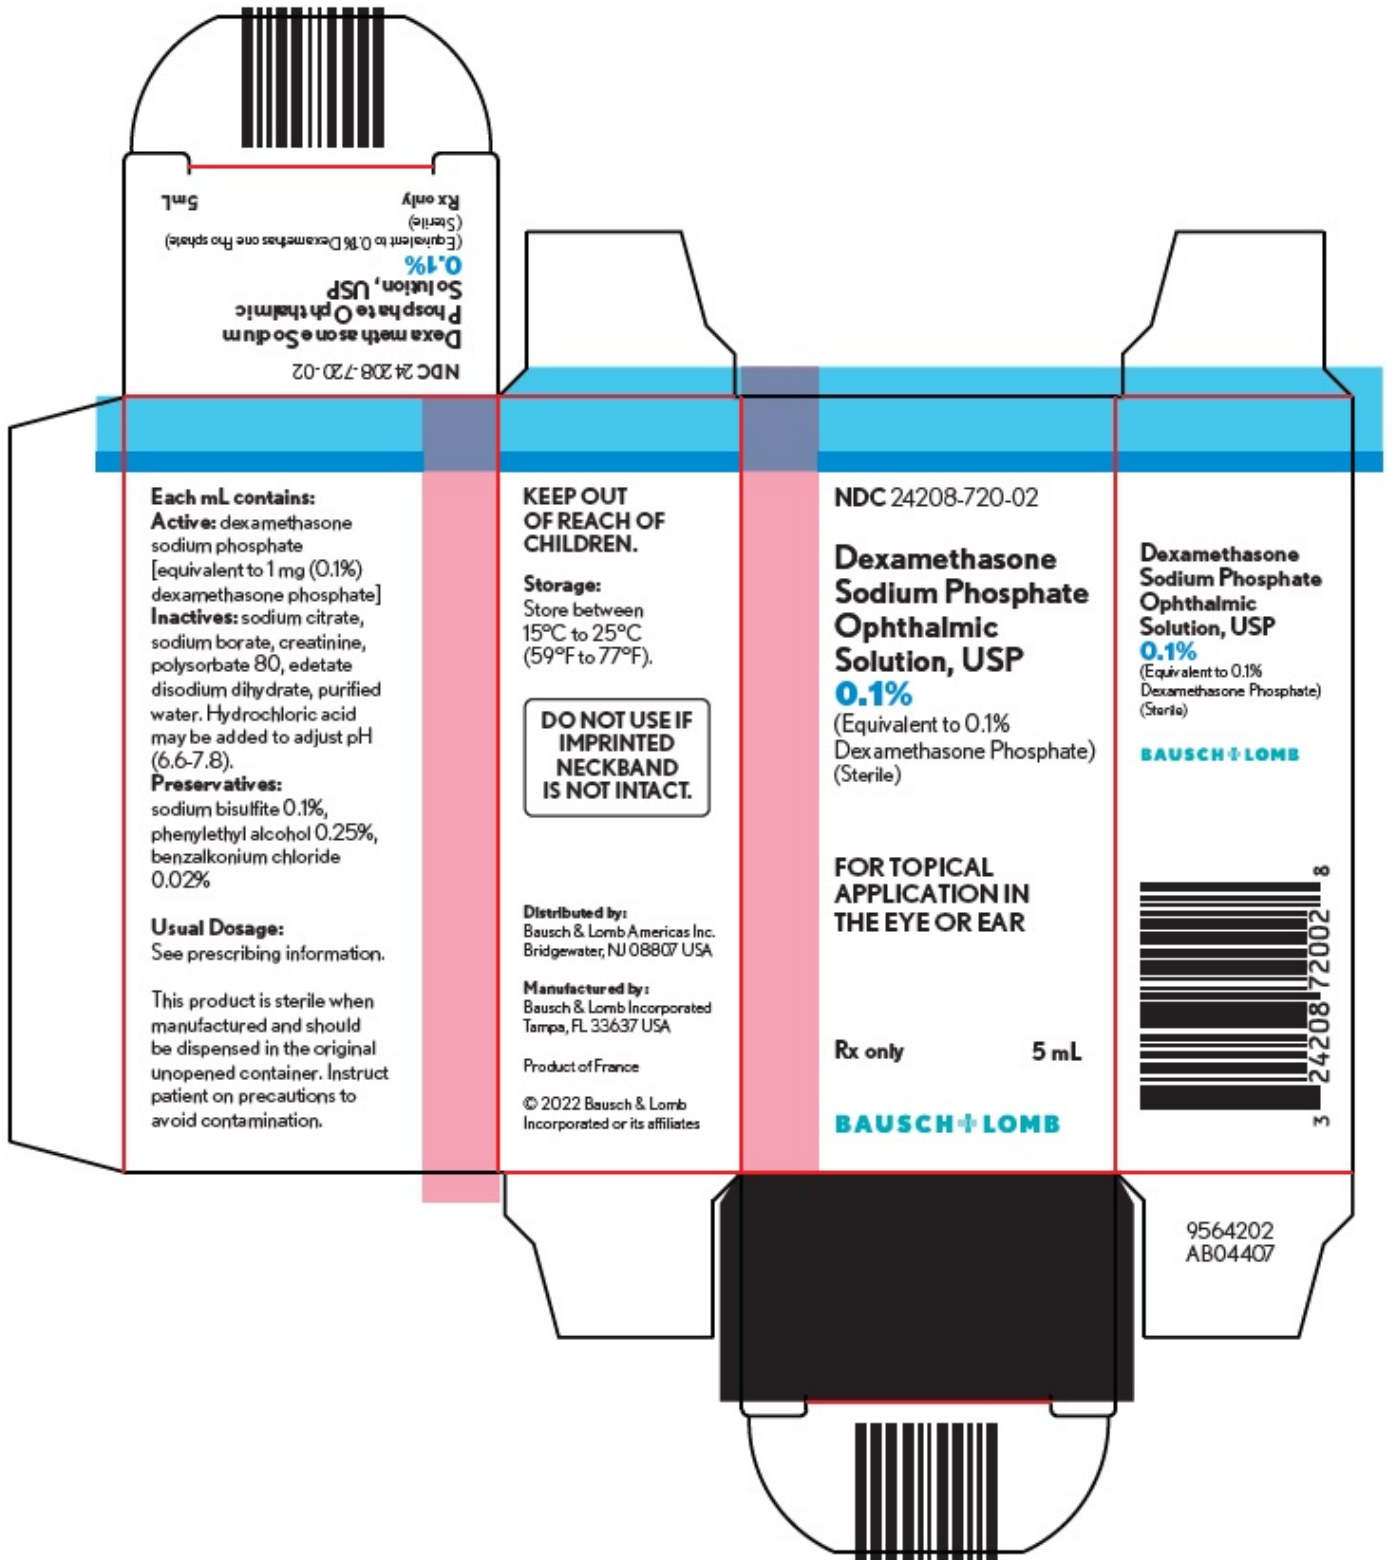 5mL
Rx only
(Sterile)
(Equivalent to 0.1% Dexamethasone Phosphate)
0.1%
Solution, USP
Phosphate Ophthalmic
Dexamethasone Sodium
NDC 24208-720-02
Each mL contains:
Active: dexamethasone
sodium phosphate
[equivalent to 1 mg (0.1%)
dexamethasone phosphate]
Inactives: sodium citrate,
sodium borate, creatinine,
polysorbate 80, edetate
disodium dihydrate, purified
water. Hydrochloric acid
may be added to adjust pH
(6.6-7.8).
Preservatives:
sodium bisulfite 0.1%,
phenylethyl alcohol 0.25%,
benzalkonium chloride
0.02%
Usual Dosage:
See prescribing information.
This product is sterile when
manufactured and should
be dispensed in the original
unopened container. Instruct
patient on precautions to
avoid contamination.
KEEP OUT
OF REACH OF
CHILDREN.
Storage:
Store between
15°C to 25°C
(59°F to 77°F).
DO NOT USE IF
IMPRINTED
NECKBAND
IS NOT INTACT.
Distributed by:
Bausch & Lomb Americas Inc.
Bridgewater, NJ 08807 USA
Manufactured by:
Bausch & Lomb Incorporated
Tampa, FL 33637 USA
Product of France
© 2022 Bausch & Lomb
Incorporated or its affiliates
NDC 24208-720-02
Dexamethasone
Sodium Phosphate
Ophthalmic
Solution, USP
0.1%
(Equivalent to 0.1%
Dexamethasone Phosphate)
(Sterile)
FOR TOPICAL
APPLICATION IN
THE EYE OR EAR
Rx only 5 mL
BAUSCH + LOMB
Dexamethasone
Sodium Phosphate
Ophthalmic
Solution, USP
0.1%
(Equivalent to 0.1%
Dexamethasone Phosphate)
(Sterile)
BAUSCH + LOMB
3 24208 72002 8
9564202
AB04407